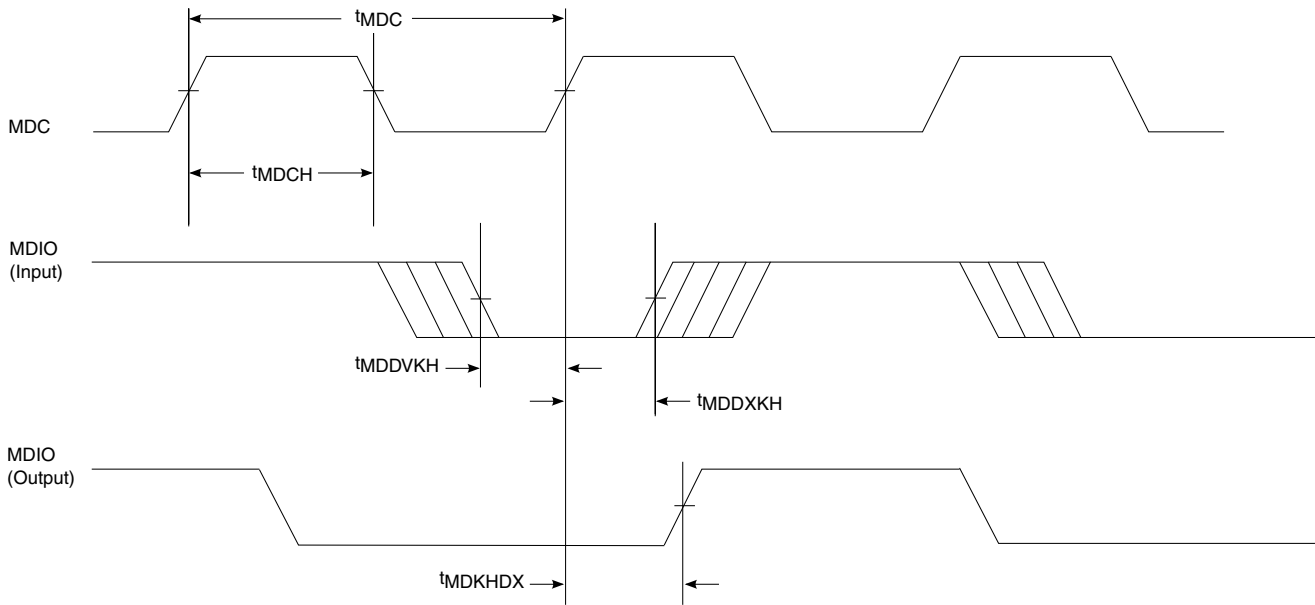 tMDC
MDC
tMDCH
MDIO
(Input)
tMDDVKH
tMDDXKH
MDIO
(Output)
tMDKHDX